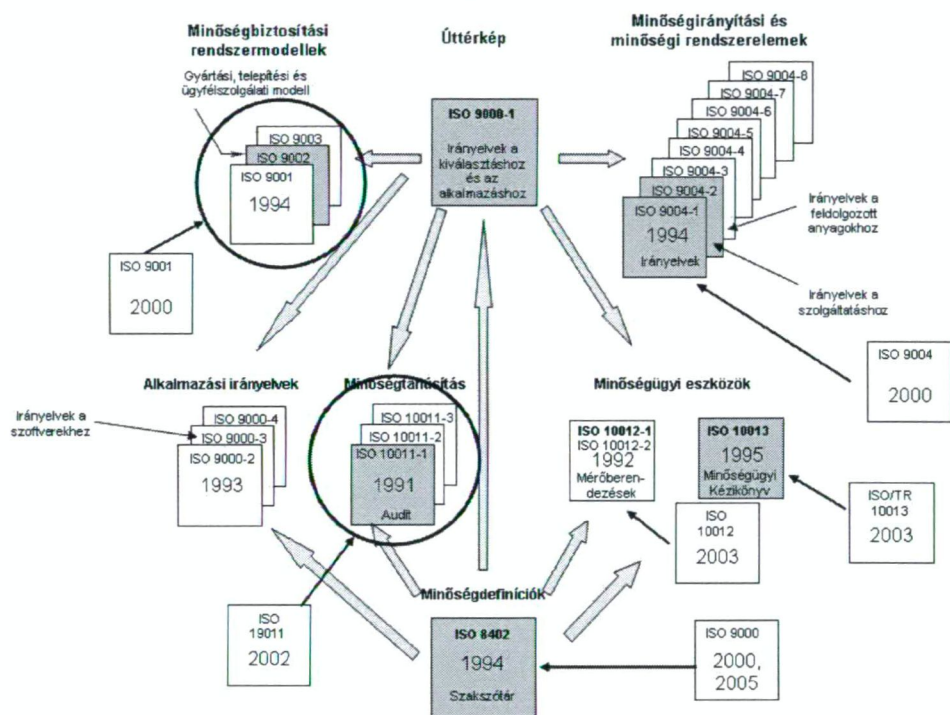 Minőségbiztosítási
rendszermodellek
Gyártási, telepítési és
ügyfélszolgálati modell
ISO 9003
ISO 9002
ISO 9001
1994
ISO 9001
2000
Úttérkép
ISO 9000-1
Irányelvek a
kiválasztáshoz
és az
alkalmazáshoz
Minőségirányítási és
minőségi rendszerelemek
ISO 9004-8
ISO 9004-7
ISO 9004-6
ISO 9004-5
ISO 9004-4
ISO 9004-3
ISO 9004-2
ISO 9004-1
1994
Irányelvek
Irányelvek a
feldolgozott
anyagokhoz
Irányelvek a
szolgáltatáshoz
ISO 9004
2000
Alkalmazási irányelvek
Irányelvek a
szoftverekhez
ISO 9000-4
ISO 9000-3
ISO 9000-2
1993
Minőségtanúsítás
ISO 10011-3
ISO 10011-2
ISO 10011-1
1991
Audit
ISO
19011
2002
Minőségügyi eszközök
ISO 10012-1
ISO 10012-2
1992
Mérőberen-
dezések
ISO 10013
1995
Minőségügyi
Kézikönyv
ISO
10012
2003
ISO/TR
10013
2003
Minőségdefiníciók
ISO 8402
1994
Szakszótár
ISO 9000
2000,
2005